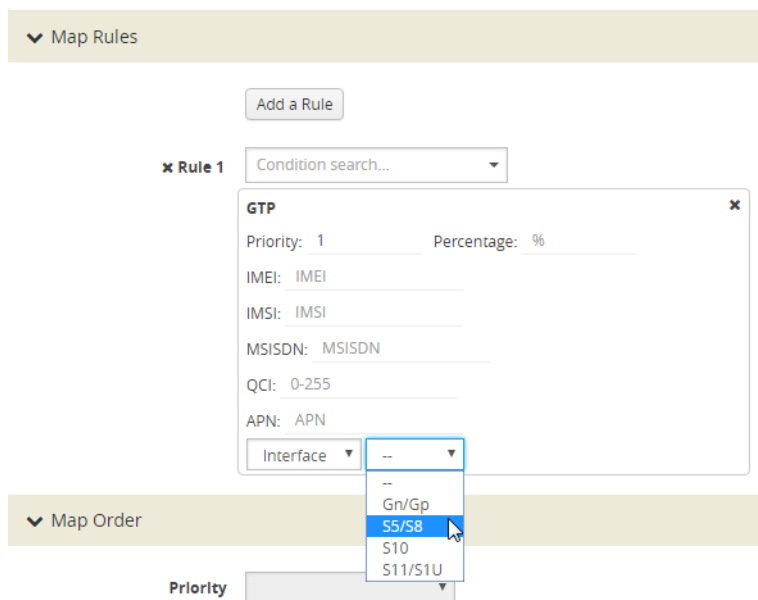 Map Rules
Add a Rule
Rule 1 Condition search...
GTP
Priority: 1 Percentage: %
IMEI: IMEI
IMSI: IMSI
MSISDN: MSISDN
QCI: 0-255
APN: APN
Interface --
--
Gn/Gp
Map Order
S5/S8
S10
S11/S1U
Priority